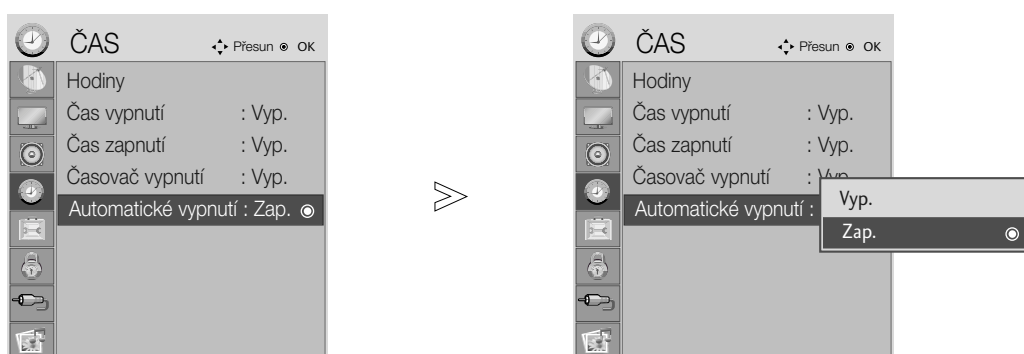 ČAS Přesun OK
Hodiny
Čas vypnutí : Vyp.
Čas zapnutí : Vyp.
Časovač vypnutí : Vyp.
Automatické vypnutí : Zap.
ČAS Přesun OK
Hodiny
Čas vypnutí : Vyp.
Čas zapnutí : Vyp.
Časovač vypnutí : Vyp.
Automatické vypnutí :
Vyp.
Zap.